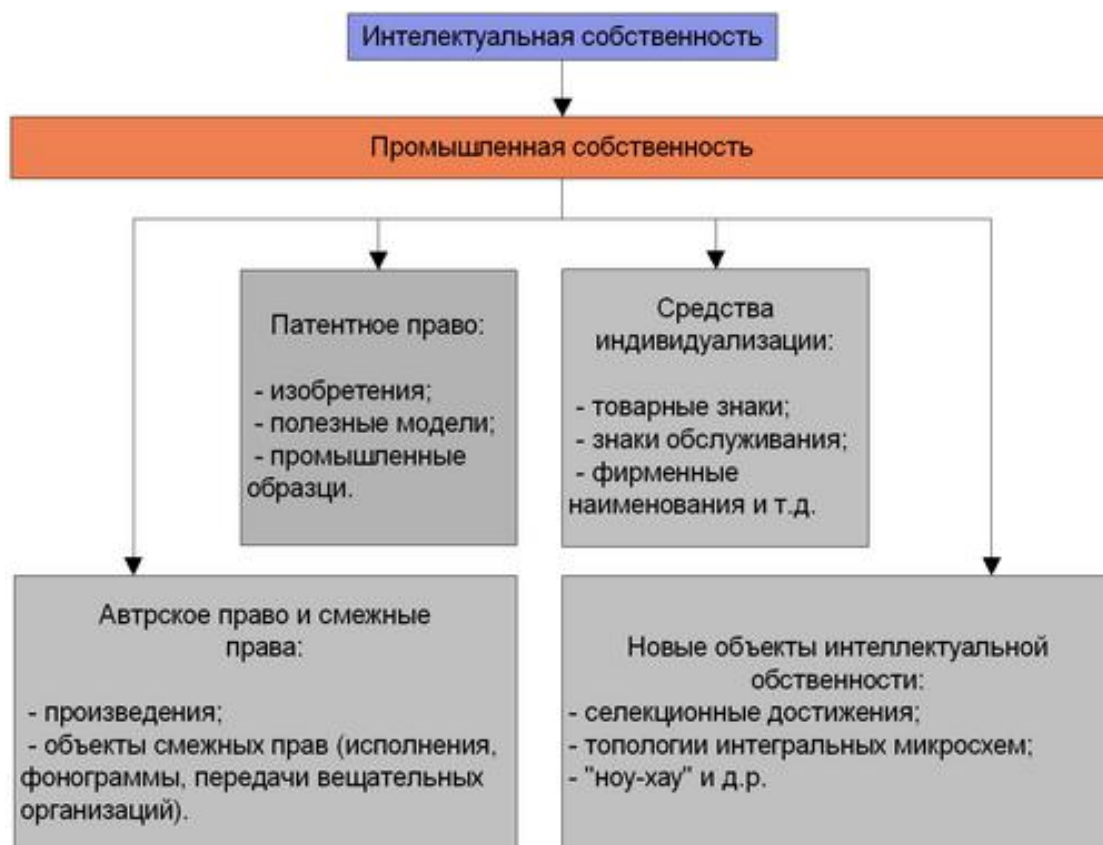 Интелектуальная собственность
Промышленная собственность
Патентное право:
- изобретения;
- полезные модели;
- промышленные
образци.
Средства
индивидуализации:
- товарные знаки;
- знаки обслуживания;
- фирменные
наименования и т.д.
Автрское право и смежные
права:
- произведения;
- объекты смежных прав (исполнения,
фонограммы, передачи вещательных
организаций).
Новые объекты интеллектуальной
обственности:
- селекционные достижения;
- топологии интегральных микросхем;
- "ноу-хау" и д.р.